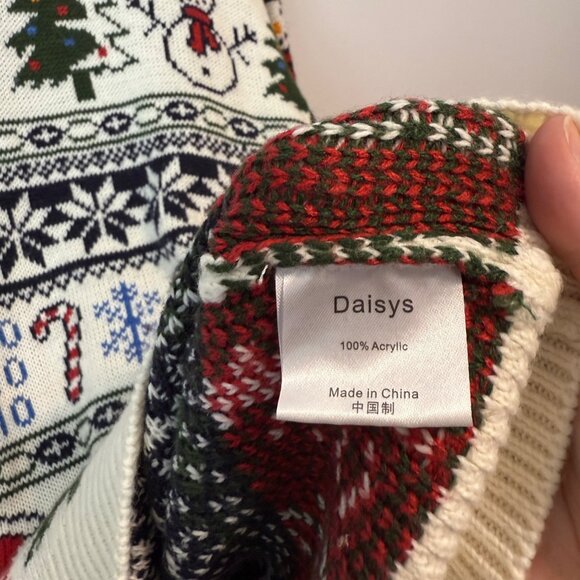 Daisys
100% Acrylic
Made in China
中国制